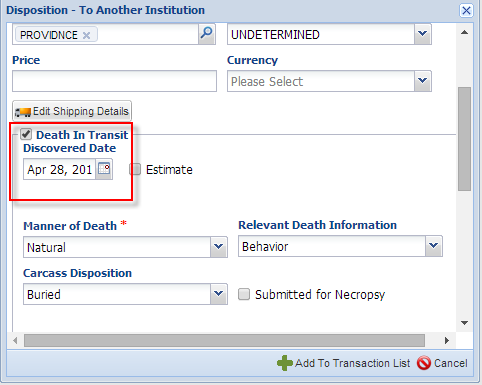 Disposition - To Another Institution
PROVIDNCE UNDETERMINED
Price Currency
Please Select
Edit Shipping Details
Death In Transit
Discovered Date
Apr 28, 201 Estimate
Manner of Death * Relevant Death Information
Natural Behavior
Carcass Disposition
Buried Submitted for Necropsy
Add To Transaction List Cancel